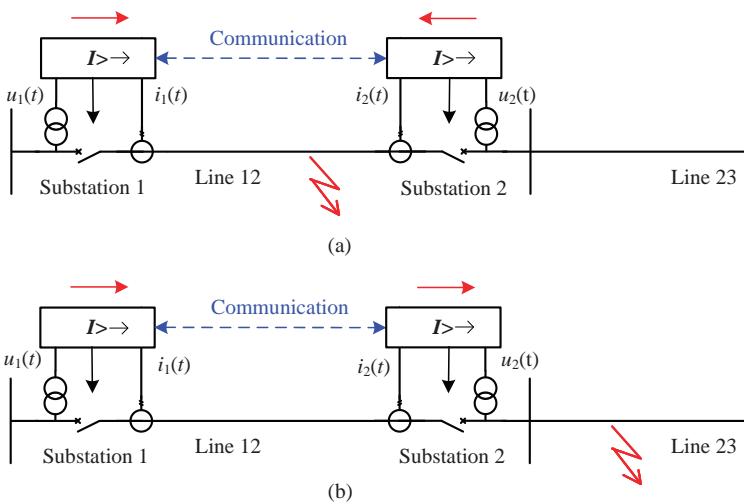 Communication
I>→ I>→
u1(t) i1(t) i2(t) u2(t)
Substation 1 Line 12 Substation 2 Line 23
(a)
Communication
I>→ I>→
u1(t) i1(t) i2(t) u2(t)
Substation 1 Line 12 Substation 2 Line 23
(b)